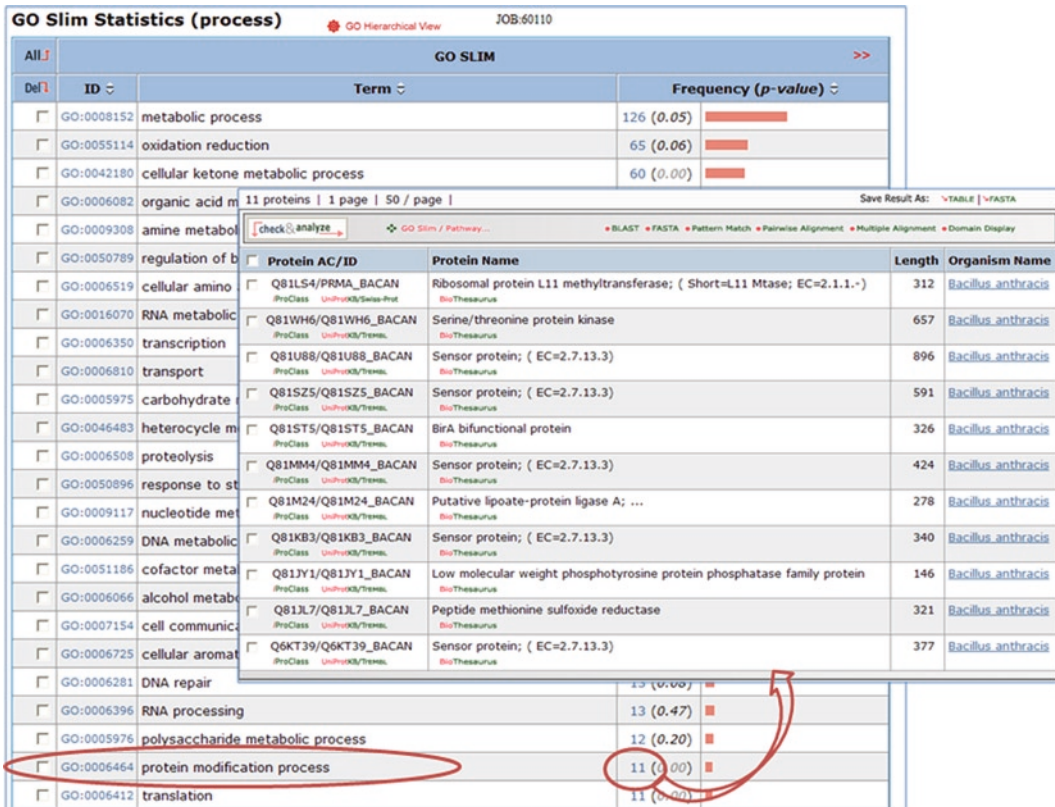 GO Slim Statistics (process) GO Hierarchical View JOB:60110
All GO SLIM >>
Del ID Term Frequency (p-value)
GO:0008152 metabolic process 126 (0.05)
GO:0055114 oxidation reduction 65 (0.06)
GO:0042180 cellular ketone metabolic process 60 (0.00)
GO:0006082 organic acid m
GO:0009308 amine metabol
GO:0050789 regulation of b
GO:0006519 cellular amino
GO:0016070 RNA metabolic
GO:0006350 transcription
GO:0006810 transport
GO:0005975 carbohydrate
GO:0046483 heterocycle m
GO:0006508 proteolysis
GO:0050896 response to st
GO:0009117 nucleotide met
GO:0006259 DNA metabolic
GO:0051186 cofactor meta
GO:0006066 alcohol metabo
GO:0007154 cell communica
GO:0006725 cellular aromat
GO:0006281 DNA repair
GO:0006396 RNA processing 13 (0.47)
GO:0005976 polysaccharide metabolic process 12 (0.20)
GO:0006464 protein modification process 11 (0.00)
GO:0006412 translation 11 (0.00)
11 proteins | 1 page | 50 / page | Save Result As: TABLE | FASTA
check & analyze GO Slim / Pathway... BLAST FASTA Pattern Match Pairwise Alignment Multiple Alignment Domain Display
Protein AC/ID Protein Name Length Organism Name
Q81LS4/PRMA_BACAN Ribosomal protein L11 methyltransferase; ( Short=L11 Mtase; EC=2.1.1.-) 312 Bacillus anthracis
iProClass UniProtKB/Swiss-Prot BioThesaurus
Q81WH6/Q81WH6_BACAN Serine/threonine protein kinase 657 Bacillus anthracis
iProClass UniProtKB/TrEMBL BioThesaurus
Q81U88/Q81U88_BACAN Sensor protein; ( EC=2.7.13.3) 896 Bacillus anthracis
iProClass UniProtKB/TrEMBL BioThesaurus
Q81SZ5/Q81SZ5_BACAN Sensor protein; ( EC=2.7.13.3) 591 Bacillus anthracis
iProClass UniProtKB/TrEMBL BioThesaurus
Q81ST5/Q81ST5_BACAN BirA bifunctional protein 326 Bacillus anthracis
iProClass UniProtKB/TrEMBL BioThesaurus
Q81MM4/Q81MM4_BACAN Sensor protein; ( EC=2.7.13.3) 424 Bacillus anthracis
iProClass UniProtKB/TrEMBL BioThesaurus
Q81M24/Q81M24_BACAN Putative lipoate-protein ligase A; ... 278 Bacillus anthracis
iProClass UniProtKB/TrEMBL BioThesaurus
Q81KB3/Q81KB3_BACAN Sensor protein; ( EC=2.7.13.3) 340 Bacillus anthracis
iProClass UniProtKB/TrEMBL BioThesaurus
Q81JY1/Q81JY1_BACAN Low molecular weight phosphotyrosine protein phosphatase family protein 146 Bacillus anthracis
iProClass UniProtKB/TrEMBL BioThesaurus
Q81JL7/Q81JL7_BACAN Peptide methionine sulfoxide reductase 321 Bacillus anthracis
iProClass UniProtKB/TrEMBL BioThesaurus
Q6KT39/Q6KT39_BACAN Sensor protein; ( EC=2.7.13.3) 377 Bacillus anthracis
iProClass UniProtKB/TrEMBL BioThesaurus